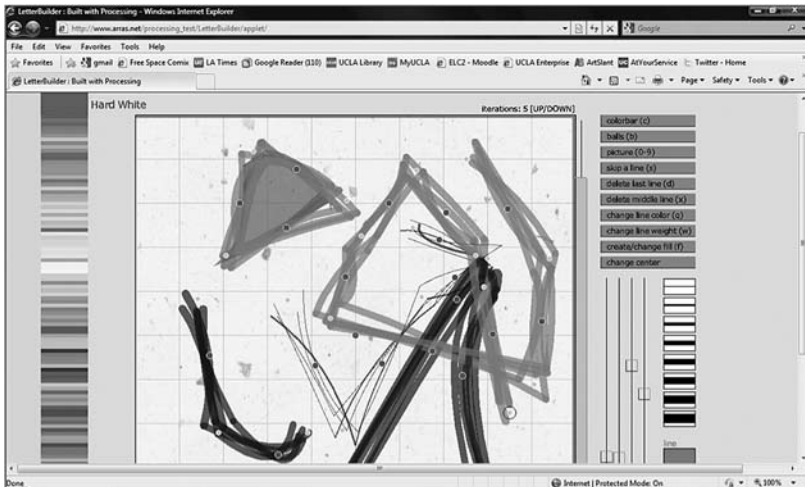 LetterBuilder : Built with Processing - Windows Internet Explorer
http://www.arras.net/processing_test/LetterBuilder/applet/
Google
File Edit View Favorites Tools Help
Favorites gmail Free Space Comix LA Times Google Reader (110) UCLA Library MyUCLA ELC2 - Moodle UCLA Enterprise ArtSlant AtYourService Twitter - Home
LetterBuilder : Built with Processing
Page Safety Tools
Hard White
iterations: 5 [UP/DOWN]
colorbar (c)
balls (b)
picture (0-9)
skip a line (s)
delete last line (d)
delete middle line (x)
change line color (q)
change line weight (w)
create/change fill (f)
change center
line
Done
Internet | Protected Mode: On
100%